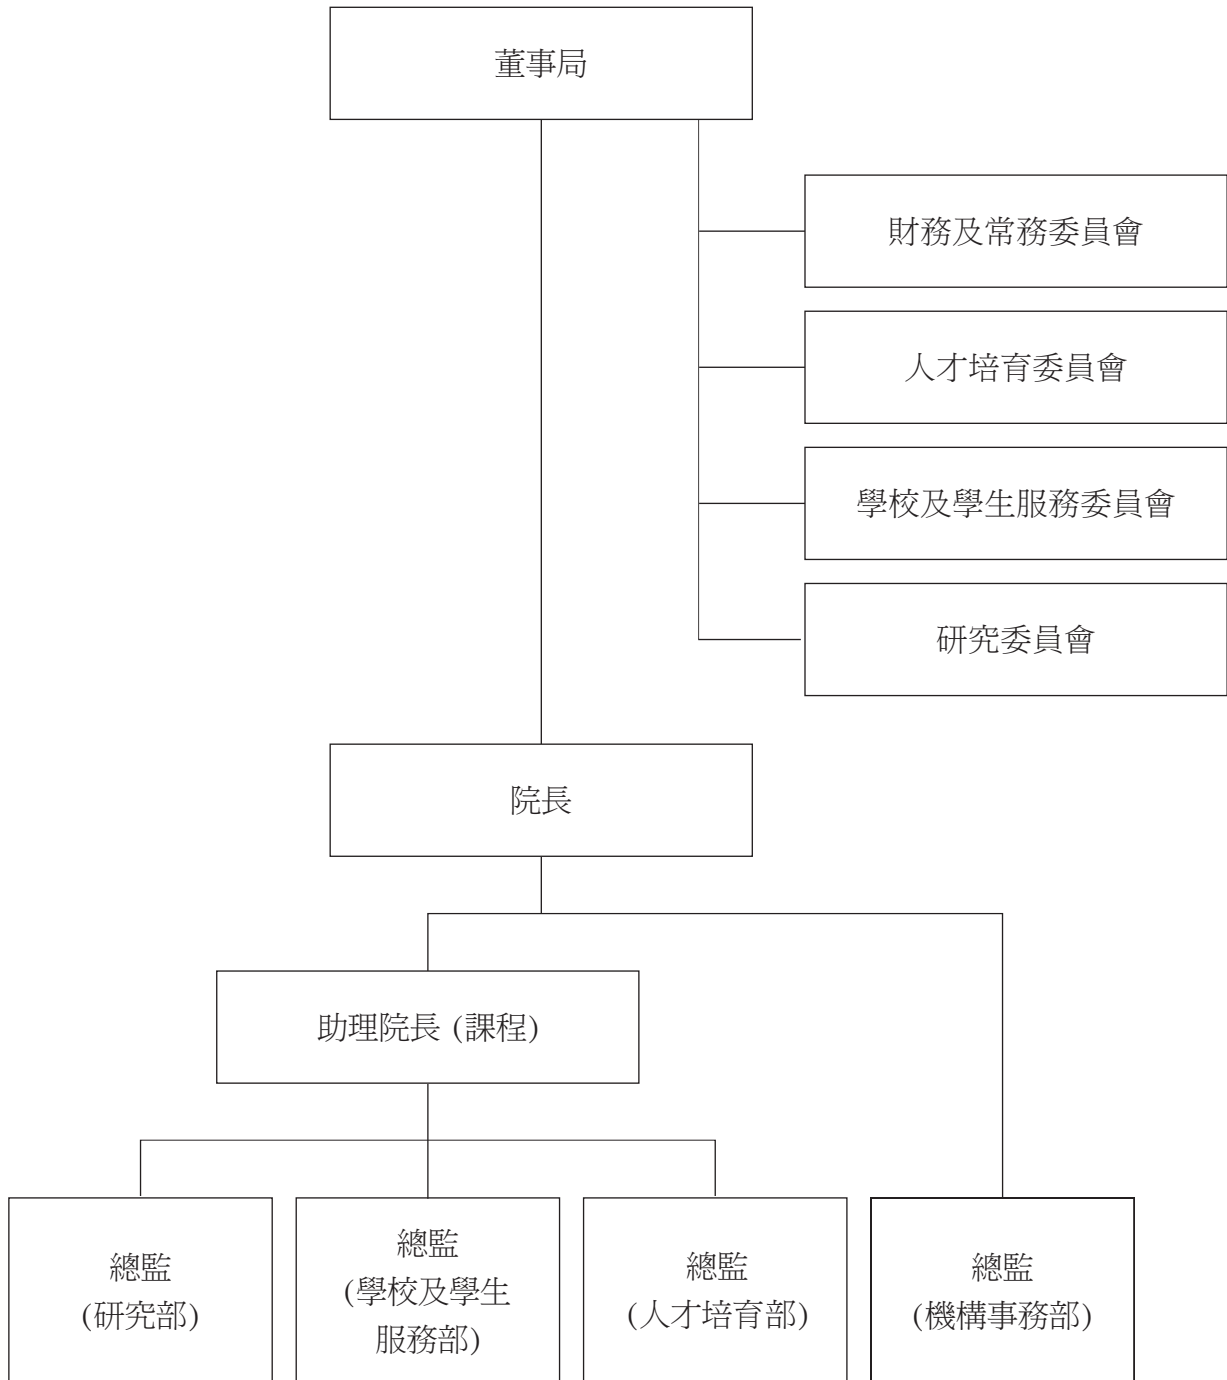 董事局
財務及常務委員會
人才培育委員會
學校及學生服務委員會
研究委員會
院長
助理院長 (課程)
總監
(研究部)
總監
(學校及學生
服務部)
總監
(人才培育部)
總監
(機構事務部)